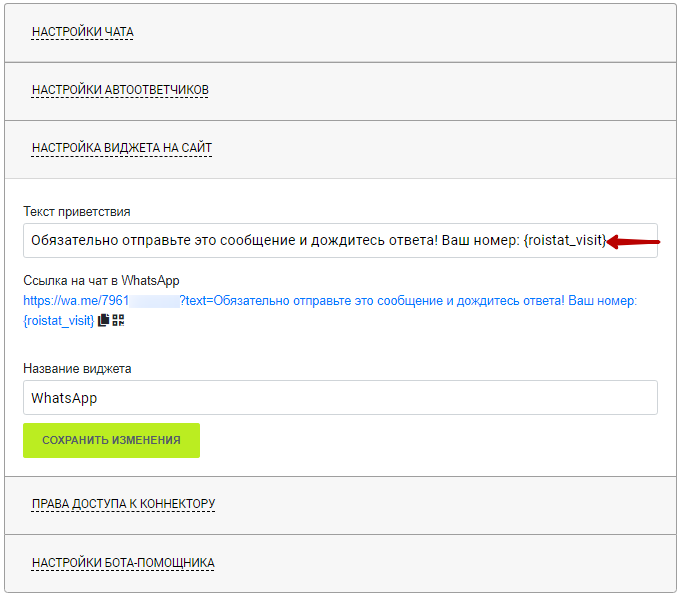 НАСТРОЙКИ ЧАТА
НАСТРОЙКИ АВТООТВЕТЧИКОВ
НАСТРОЙКА ВИДЖЕТА НА САЙТ
Текст приветствия
Обязательно отправьте это сообщение и дождитесь ответа! Ваш номер: {roistat_visit}
Ссылка на чат в WhatsApp
https://wa.me/7961 ?text=Обязательно отправьте это сообщение и дождитесь ответа! Ваш номер:
{roistat_visit}
Название виджета
WhatsApp
СОХРАНИТЬ ИЗМЕНЕНИЯ
ПРАВА ДОСТУПА К КОННЕКТОРУ
НАСТРОЙКИ БОТА-ПОМОЩНИКА